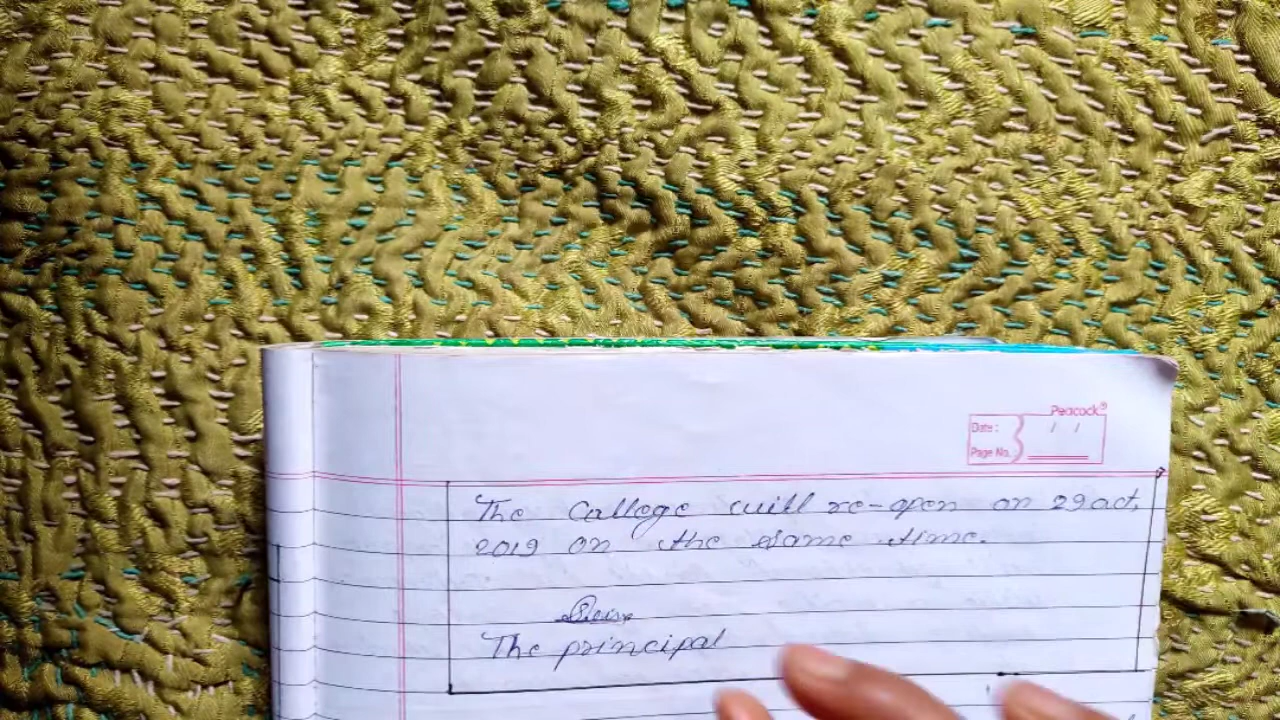 Peacock®
Date : / /
Page No.
The College will re-open on 29 oct,
2019 on the same time.
The principal